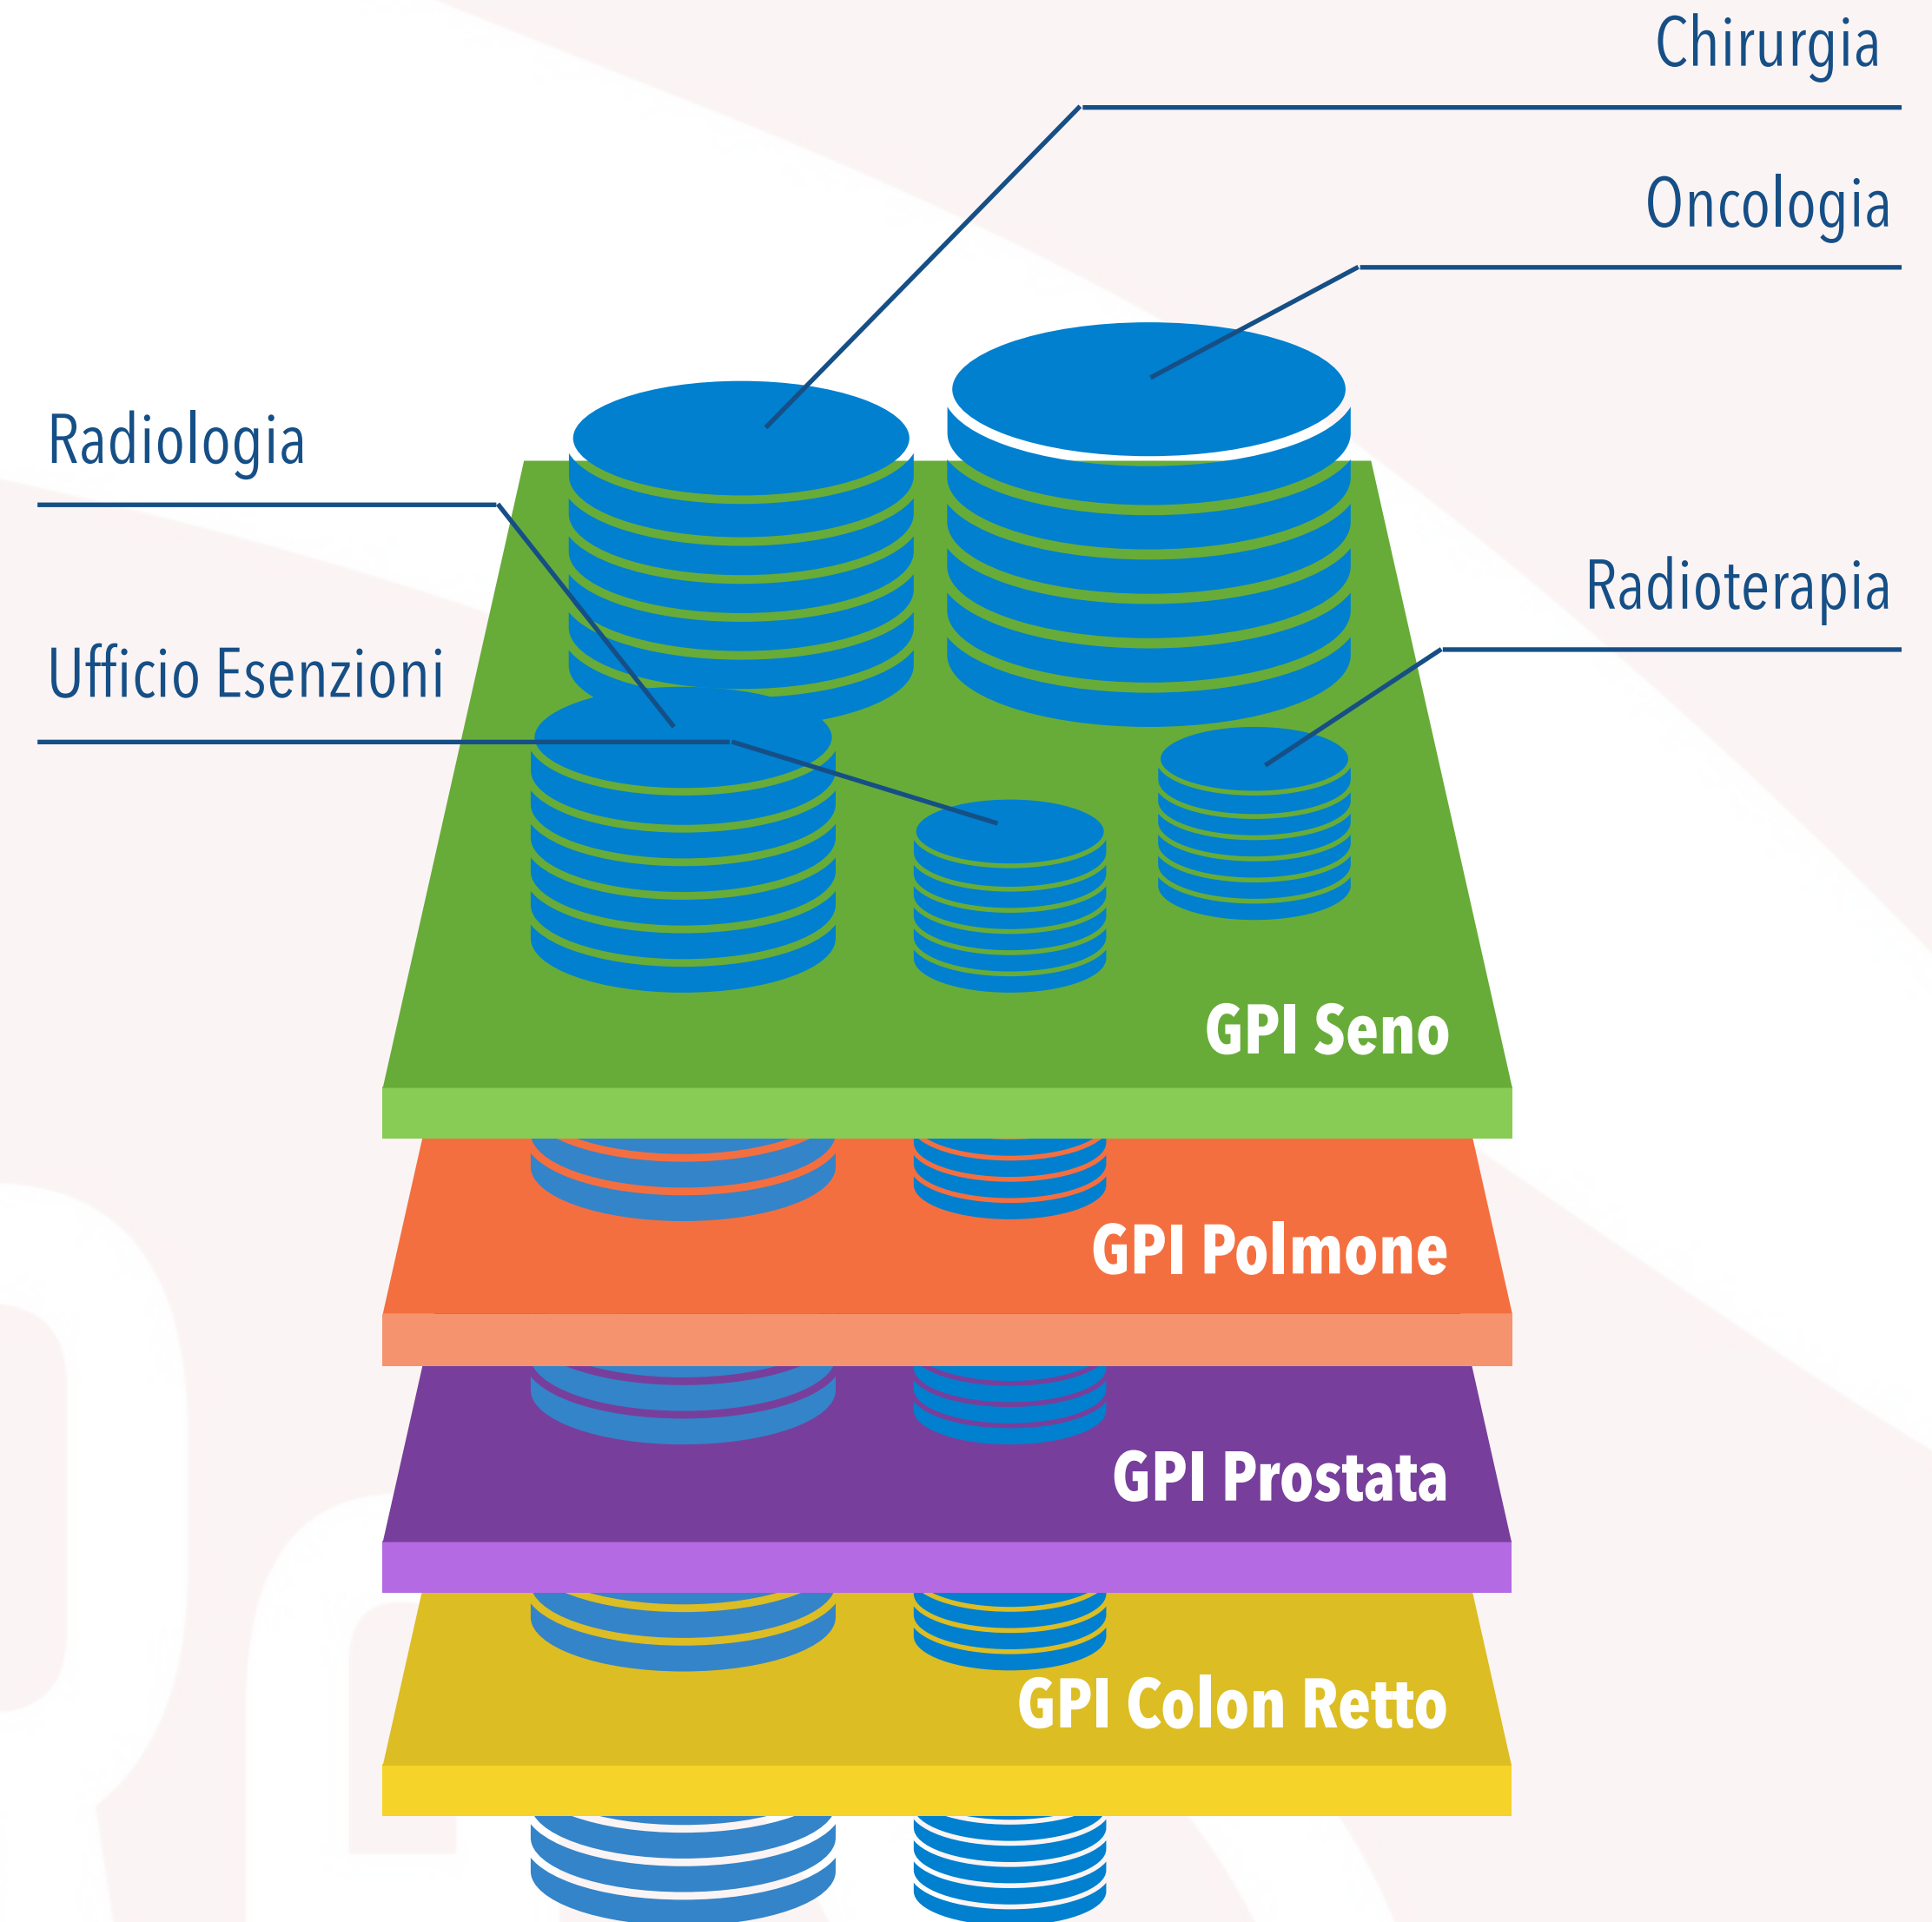 Chirurgia
Oncologia
Radiologia
Radioterapia
Ufficio Esenzioni
GPI Seno
GPI Polmone
GPI Prostata
GPI Colon Retto